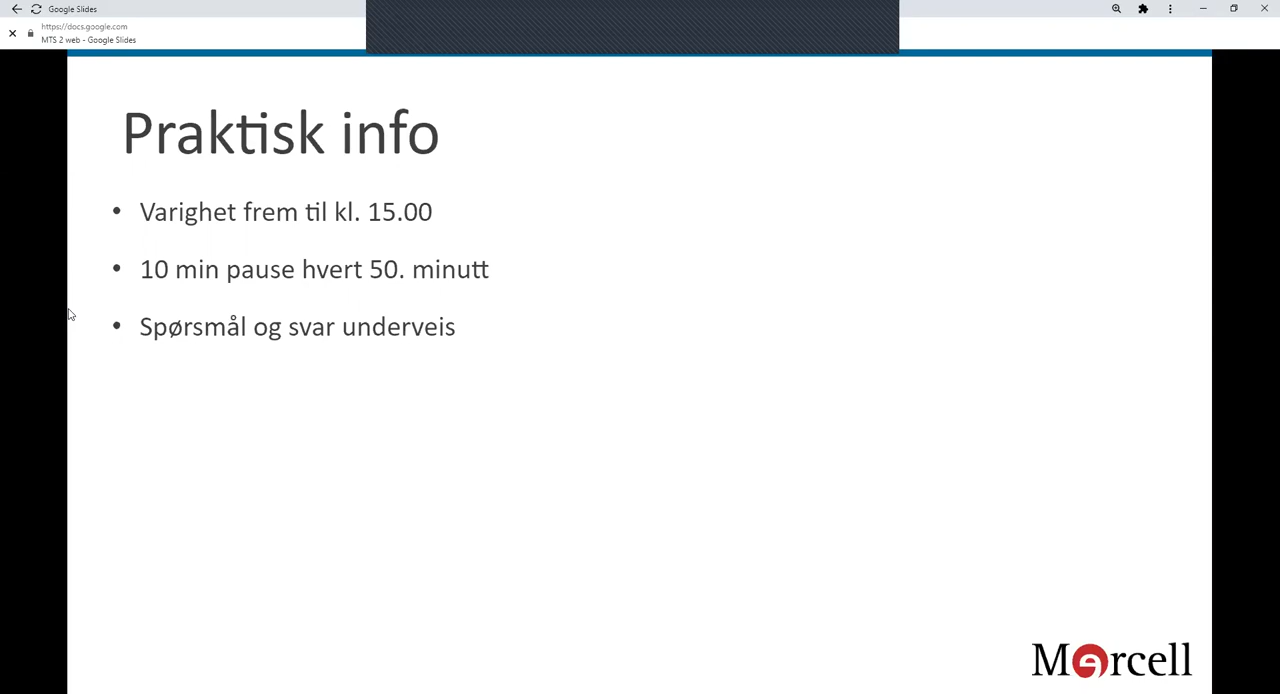 Google Slides
https://docs.google.com
MTS 2 web - Google Slides
Praktisk info
• Varighet frem til kl. 15.00
• 10 min pause hvert 50. minutt
• Spørsmål og svar underveis
Mercell